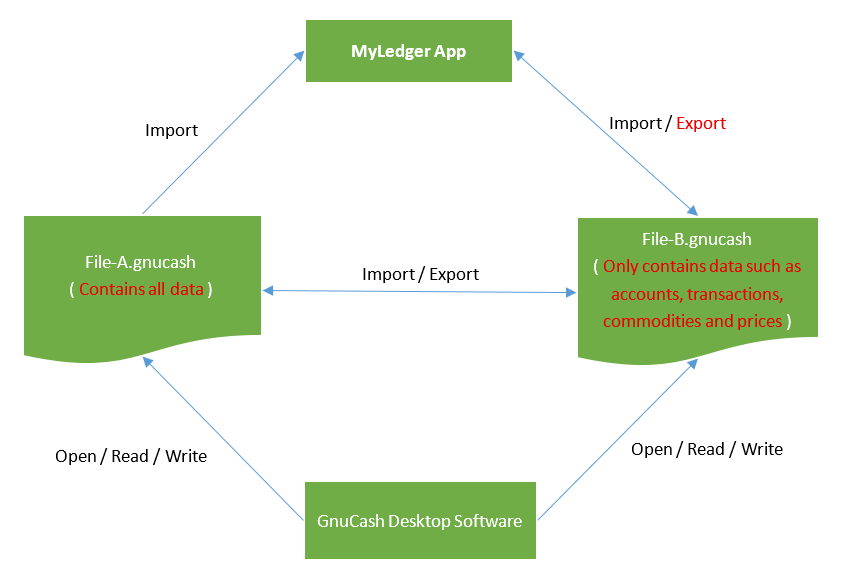 MyLedger App
Import
Import / Export
File-A.gnucash
( Contains all data )
File-B.gnucash
( Only contains data such as
accounts, transactions,
commodities and prices )
Import / Export
Open / Read / Write
Open / Read / Write
GnuCash Desktop Software